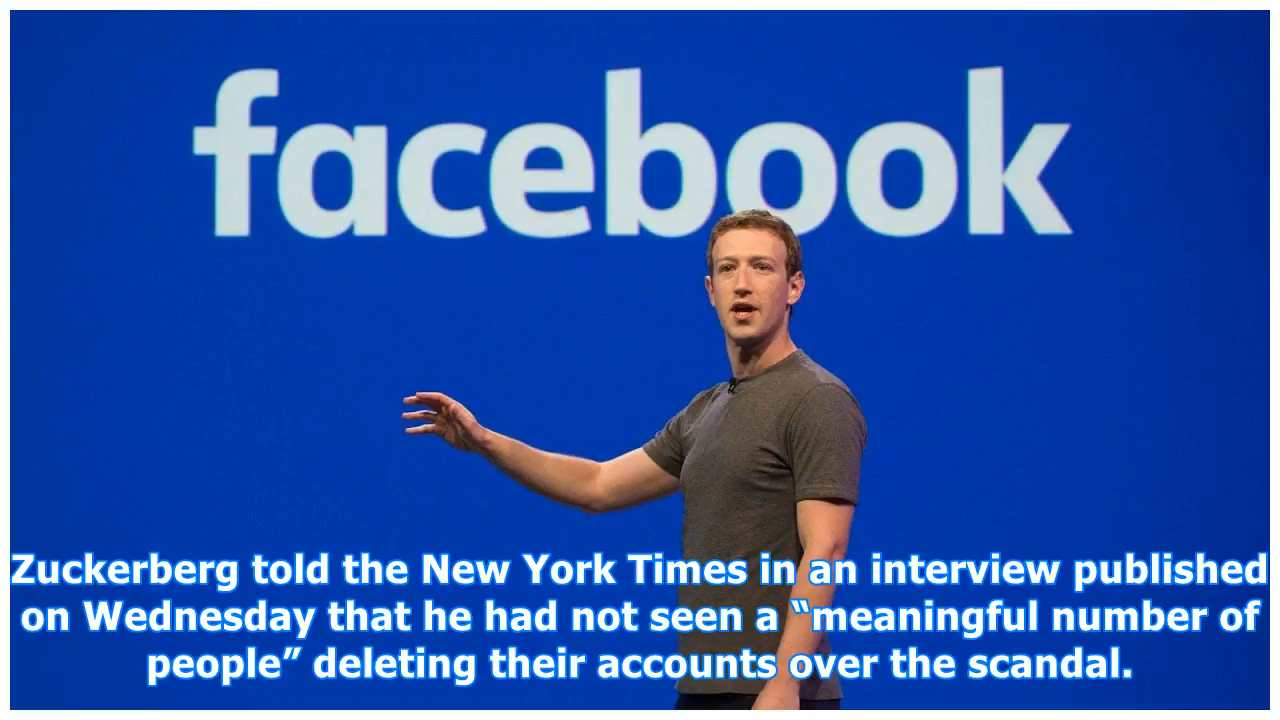 facebook
Zuckerberg told the New York Times in an interview published
on Wednesday that he had not seen a “meaningful number of
people” deleting their accounts over the scandal.